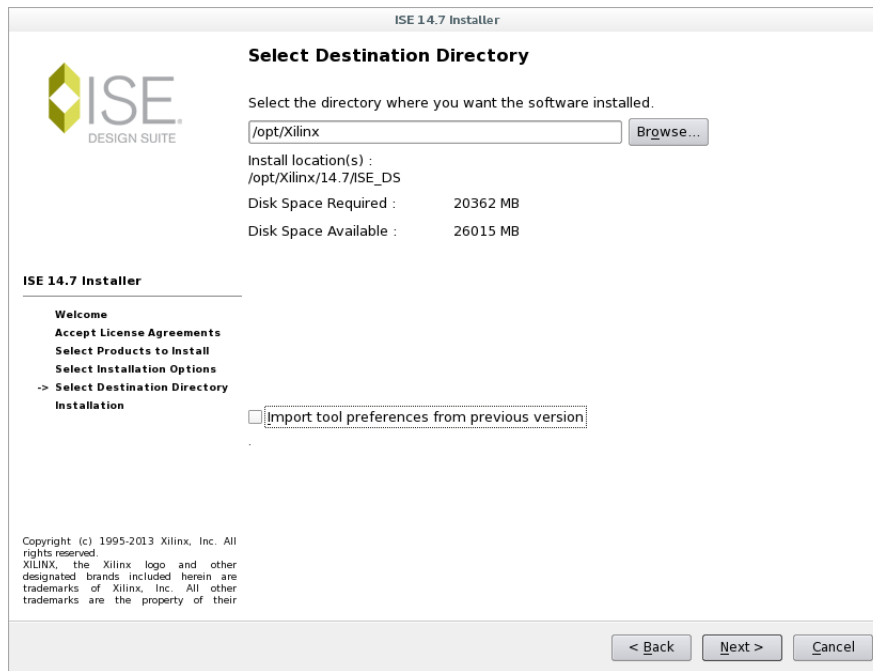 ISE 14.7 Installer
ISE
DESIGN SUITE
Select Destination Directory
Select the directory where you want the software installed.
/opt/Xilinx
Browse...
Install location(s) :
/opt/Xilinx/14.7/ISE_DS
Disk Space Required : 20362 MB
Disk Space Available : 26015 MB
ISE 14.7 Installer
Welcome
Accept License Agreements
Select Products to Install
Select Installation Options
-> Select Destination Directory
Installation
Import tool preferences from previous version
.
Copyright (c) 1995-2013 Xilinx, Inc. All
rights reserved.
XILINX, the Xilinx logo and other
designated brands included herein are
trademarks of Xilinx, Inc. All other
trademarks are the property of their
< Back
Next >
Cancel